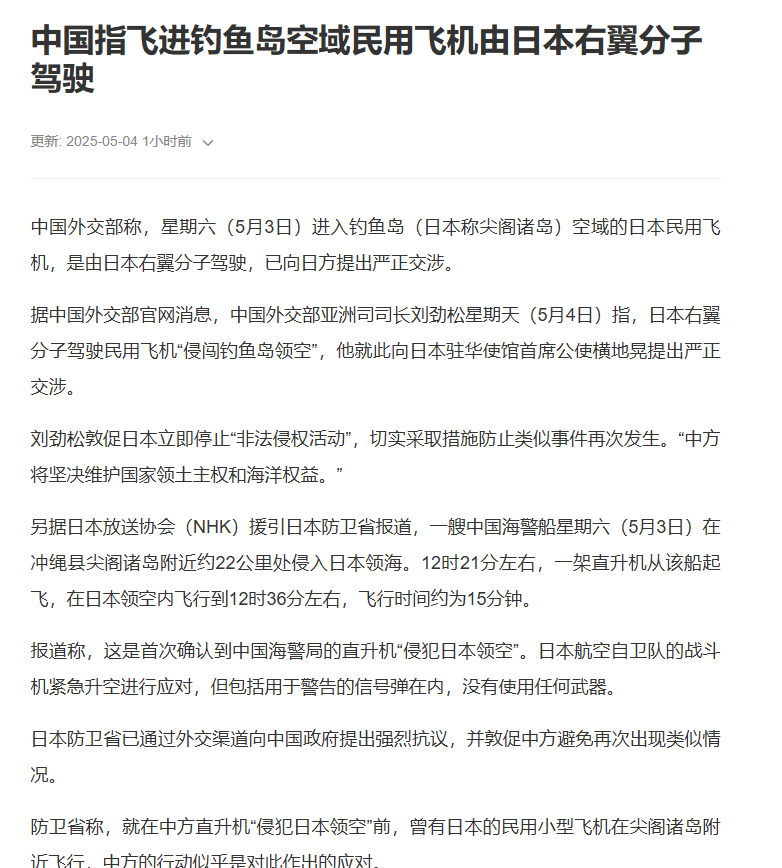 中国指飞进钓鱼岛空域民用飞机由日本右翼分子
驾驶
更新: 2025-05-04 1小时前
中国外交部称，星期六（5月3日）进入钓鱼岛（日本称尖阁诸岛）空域的日本民用飞
机，是由日本右翼分子驾驶，已向日方提出严正交涉。
据中国外交部官网消息，中国外交部亚洲司司长刘劲松星期天（5月4日）指，日本右翼
分子驾驶民用飞机“侵闯钓鱼岛领空”，他就此向日本驻华使馆首席公使横地晃提出严正
交涉。
刘劲松敦促日本立即停止“非法侵权活动”，切实采取措施防止类似事件再次发生。“中方
将坚决维护国家领土主权和海洋权益。”
另据日本放送协会（NHK）援引日本防卫省报道，一艘中国海警船星期六（5月3日）在
冲绳县尖阁诸岛附近约22公里处侵入日本领海。12时21分左右，一架直升机从该船起
飞，在日本领空内飞行到12时36分左右，飞行时间约为15分钟。
报道称，这是首次确认到中国海警局的直升机“侵犯日本领空”。日本航空自卫队的战斗
机紧急升空进行应对，但包括用于警告的信号弹在内，没有使用任何武器。
日本防卫省已通过外交渠道向中国政府提出强烈抗议，并敦促中方避免再次出现类似情
况。
防卫省称，就在中方直升机“侵犯日本领空”前，曾有日本的民用小型飞机在尖阁诸岛附
近飞行，中方的行动似乎是对此作出的应对。